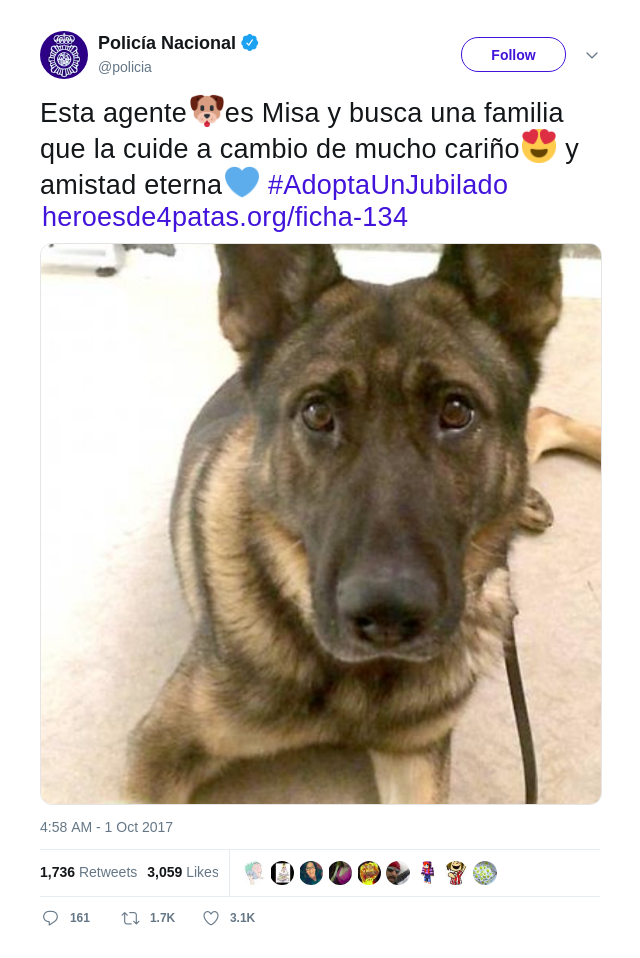 Policía Nacional
@policia
Follow
Esta agente🐶es Misa y busca una familia
que la cuide a cambio de mucho cariño😍 y
amistad eterna💙 #AdoptaUnJubilado
heroesde4patas.org/ficha-134
4:58 AM - 1 Oct 2017
1,736 Retweets 3,059 Likes
161 1.7K 3.1K